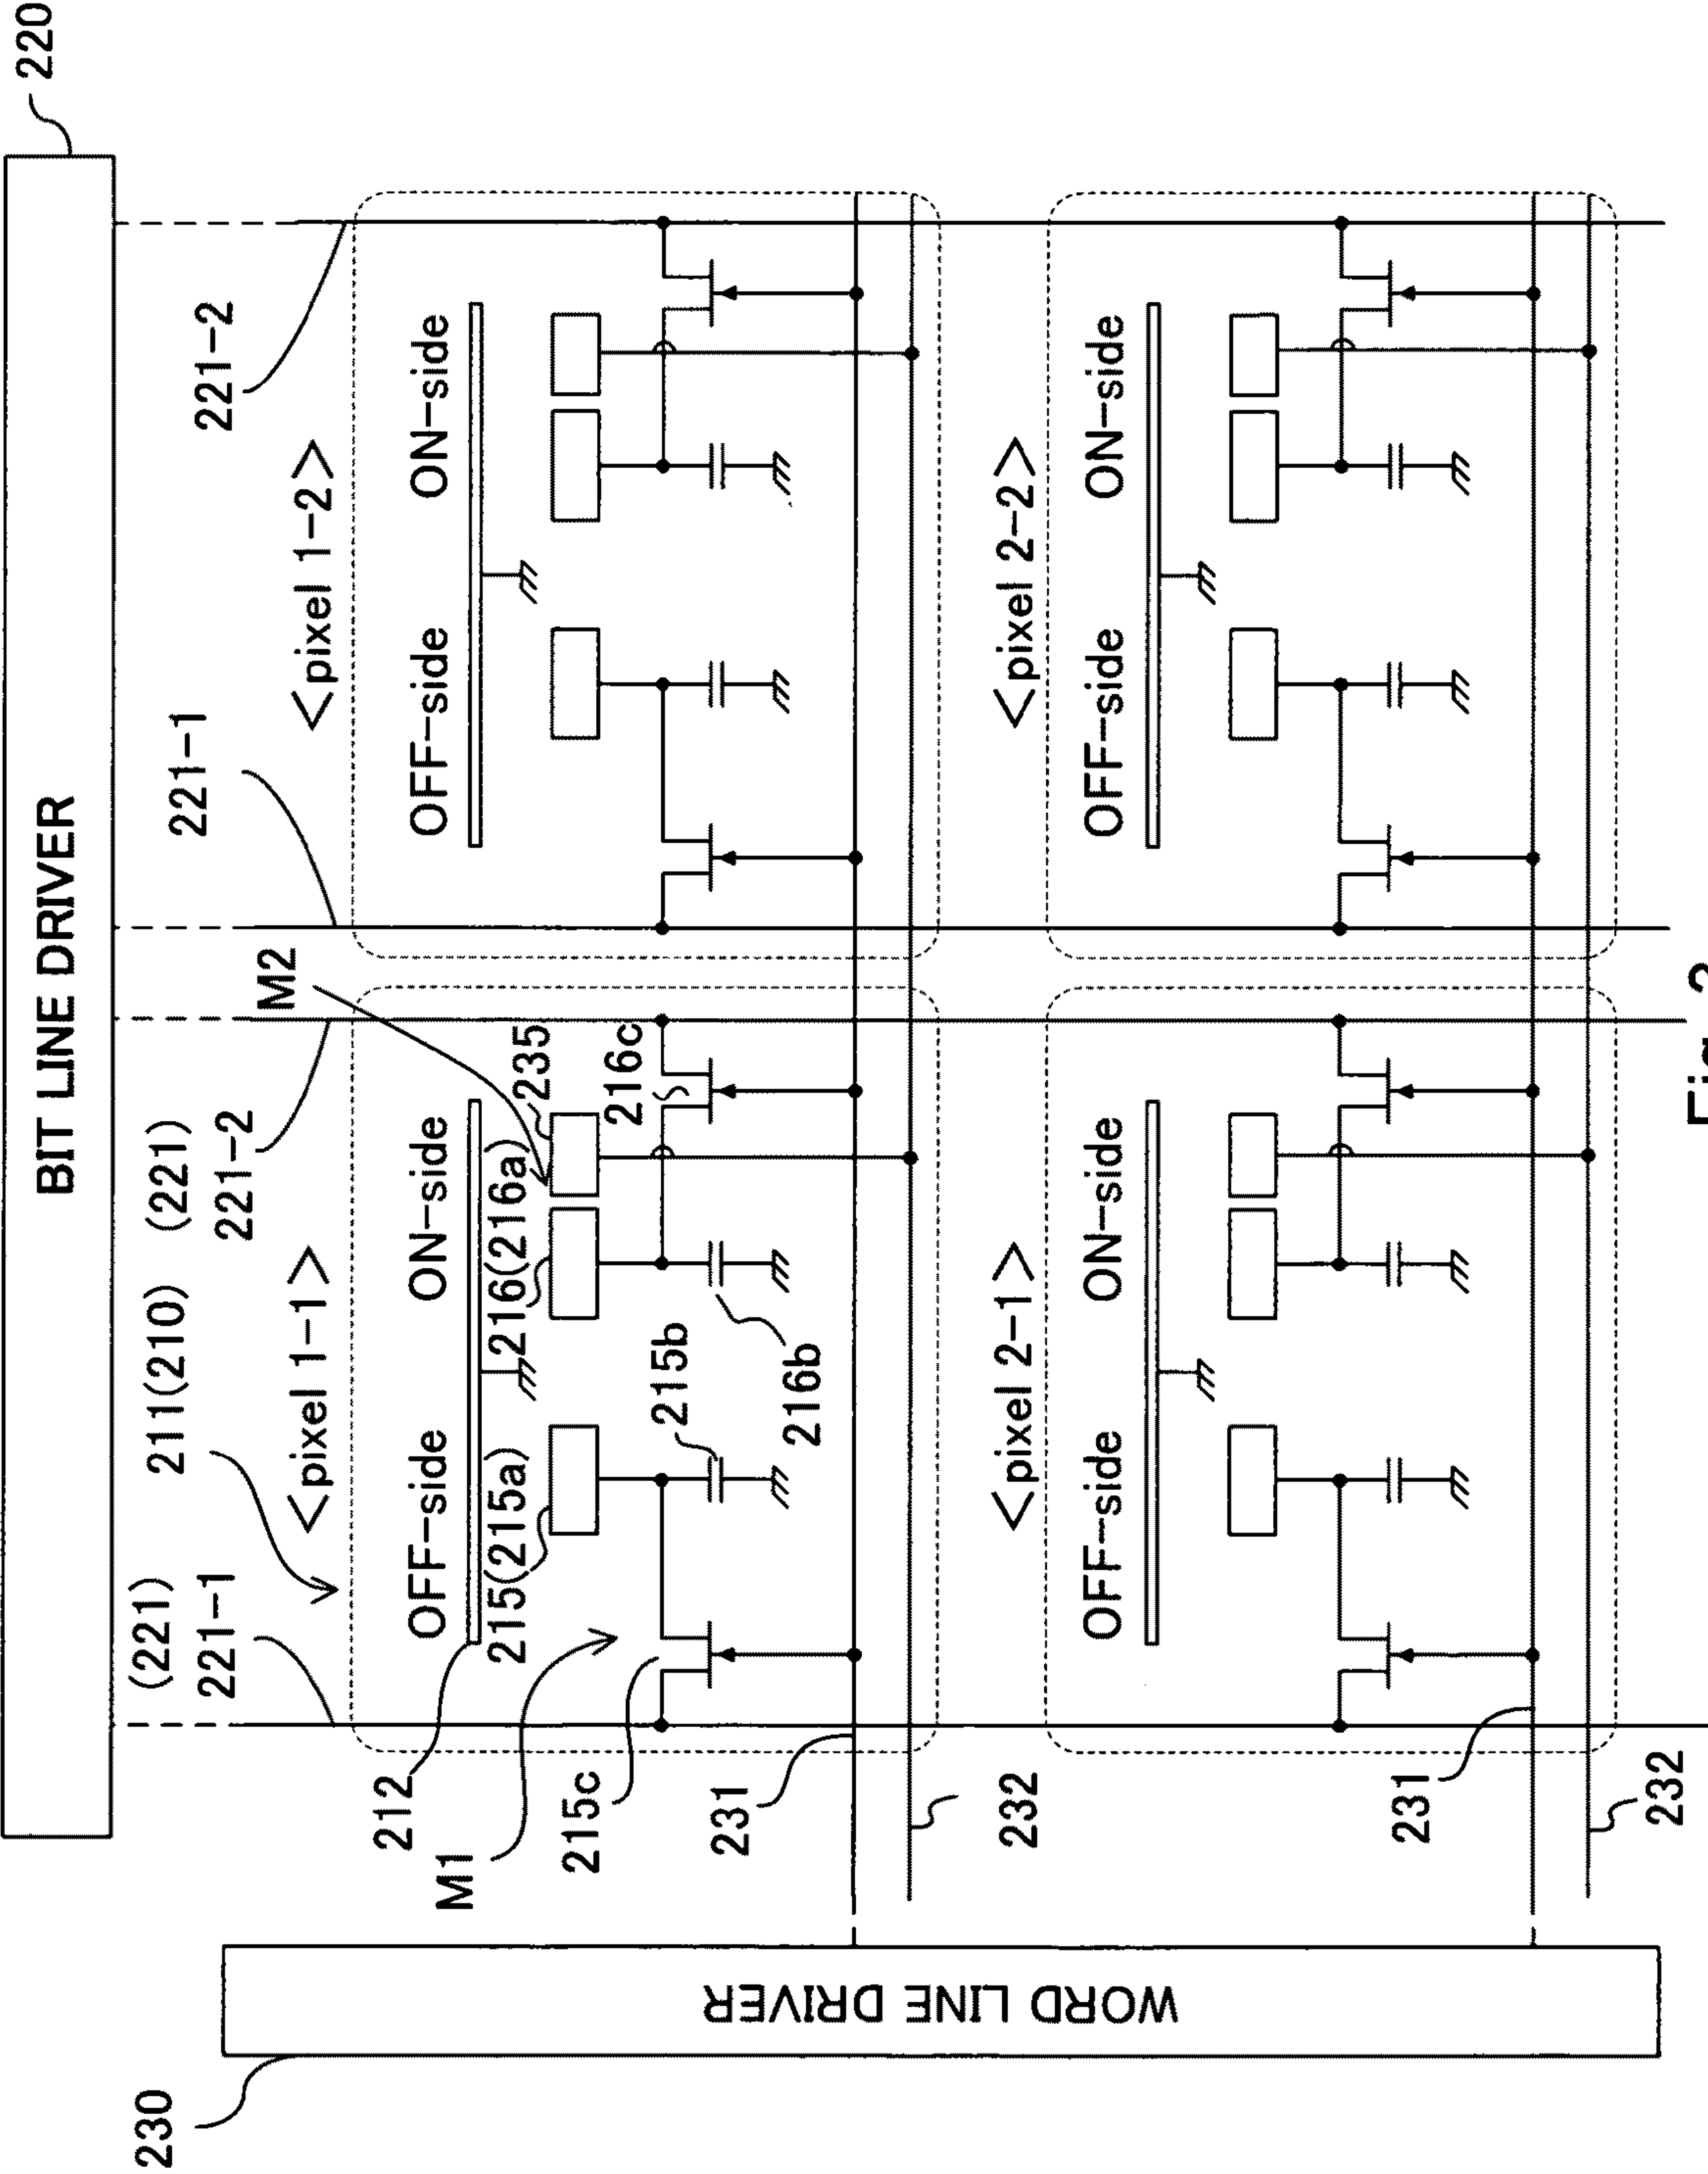 220
BIT LINE DRIVER
(221)
221-1
211(210)
(221)
221-2
221-1
221-2
<pixel 1-1>
M2
<pixel 1-2>
212
OFF-side
ON-side
OFF-side
ON-side
M1
215(215a)
216(216a)
235
215c
215b
216c
231
216b
232
<pixel 2-1>
<pixel 2-2>
OFF-side
ON-side
OFF-side
ON-side
231
232
230
WORD LINE DRIVER